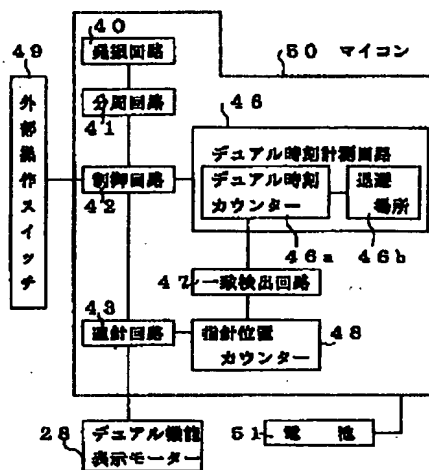 40
発振回路
49
外部操作スイッチ
50 マイコン
分周回路
41
46
デュアル時刻計測回路
制御回路
42
デュアル時刻
カウンター
退避
場所
46a
46b
47
一致検出回路
43
運針回路
指針位置
カウンター
48
28
デュアル機能
表示モーター
51
電池